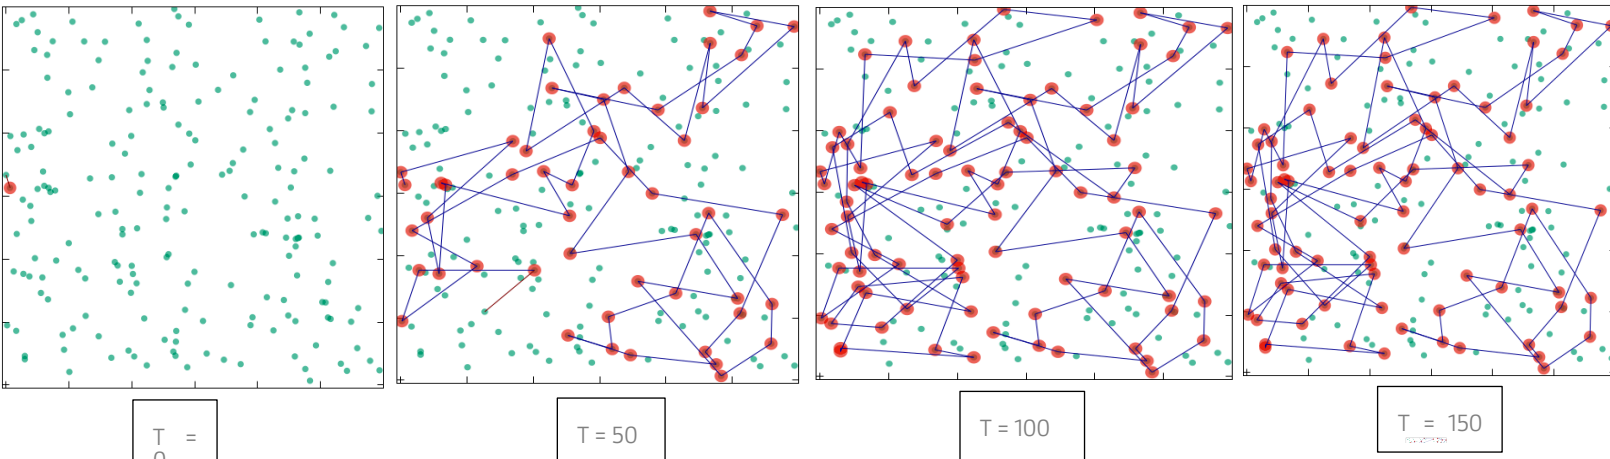 T =
0
T = 50
T = 100
T = 150